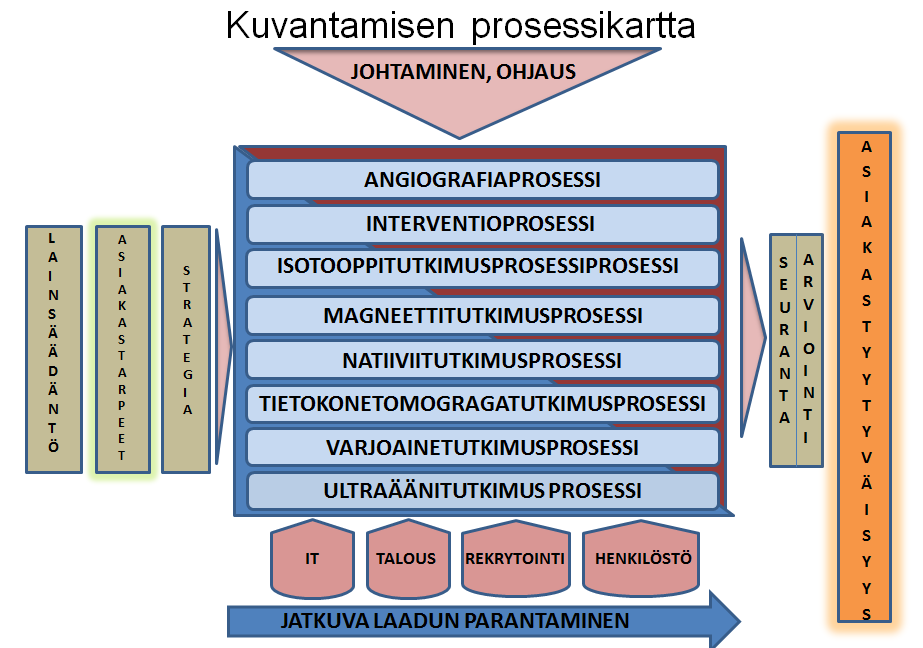 Kuvantamisen prosessikartta
JOHTAMINEN, OHJAUS
LAINSÄÄDÄNTÖ
ASIAKASTARPEET
STRATEGIA
ANGIOGRAFIAPROSESSI
INTERVENTIOPROSESSI
ISOTOOPPITUTKIMUSPROSESSIPROSESSI
MAGNEETTITUTKIMUSPROSESSI
NATIIVIITUTKIMUSPROSESSI
TIETOKONETOMOGRAGATUTKIMUSPROSESSI
VARJOAINETUTKIMUSPROSESSI
ULTRAÄÄNITUTKIMUS PROSESSI
SEURANTA
ARVIOINTI
ASIAKASTYYTYVÄISYYS
IT
TALOUS
REKRYTOINTI
HENKILÖSTÖ
JATKUVA LAADUN PARANTAMINEN